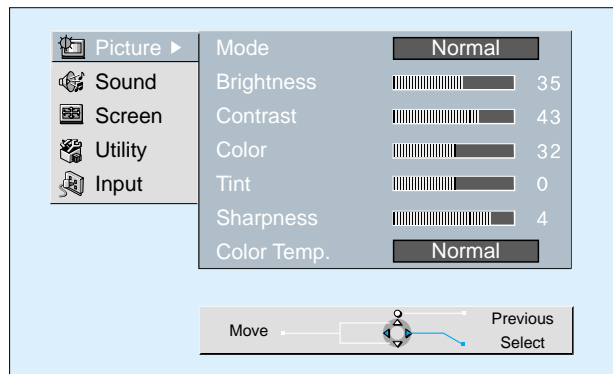 Picture
Sound
Screen
Utility
Input
Mode Normal
Brightness 35
Contrast 43
Color 32
Tint 0
Sharpness 4
Color Temp. Normal
Move
Previous
Select